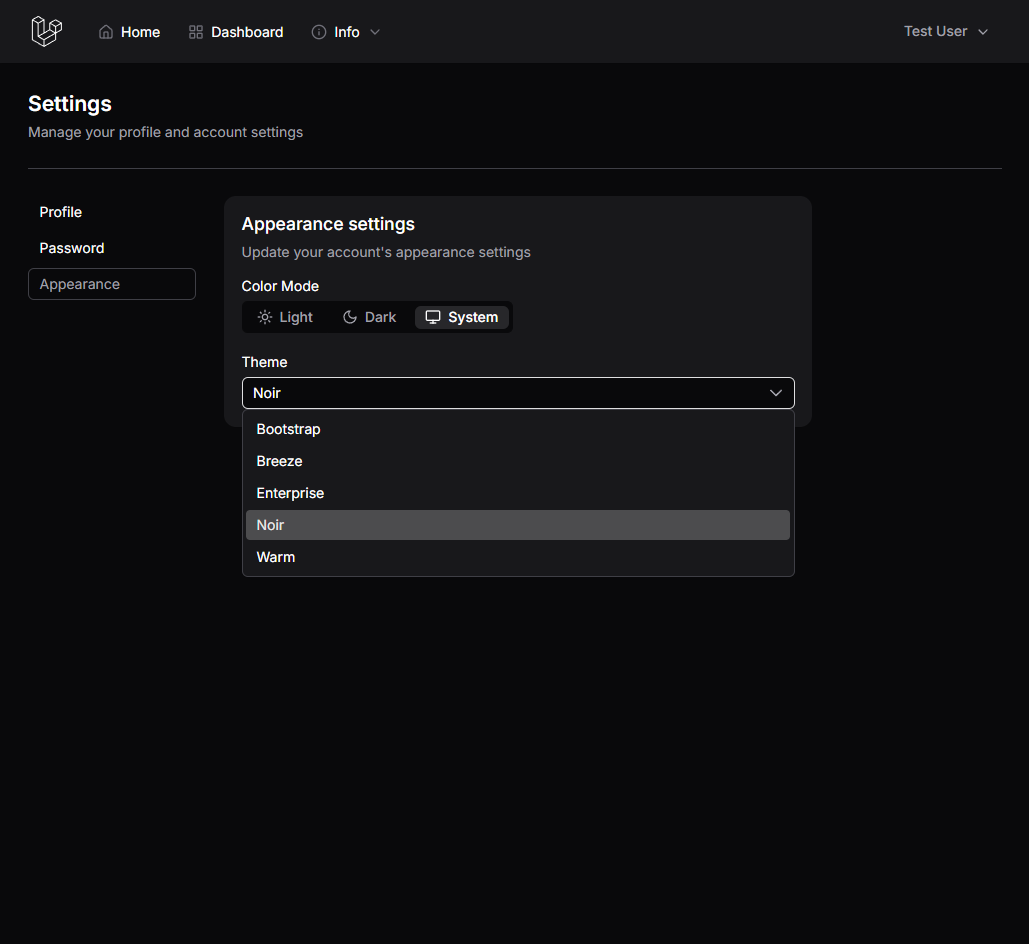 Home Dashboard Info Test User
Settings
Manage your profile and account settings
Profile
Password
Appearance
Appearance settings
Update your account's appearance settings
Color Mode
Light Dark System
Theme
Noir
Bootstrap
Breeze
Enterprise
Noir
Warm